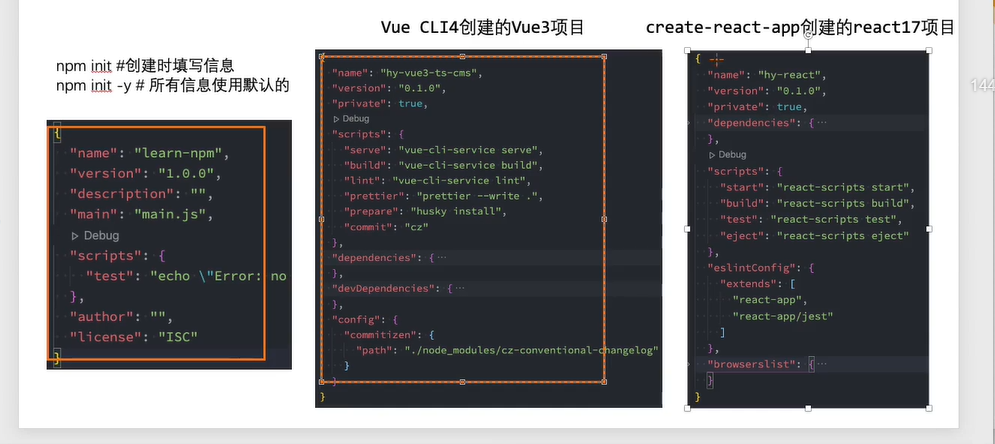 Vue CLI4创建的Vue3项目
create-react-app创建的react17项目
npm init #创建时填写信息
npm init -y # 所有信息使用默认的
{
"name": "learn-npm",
"version": "1.0.0",
"description": "",
"main": "main.js",
Debug
"scripts": {
"test": "echo \"Error: no
},
"author": "",
"license": "ISC"
}
"name": "hy-vue3-ts-cms",
"version": "0.1.0",
"private": true,
Debug
"scripts": {
"serve": "vue-cli-service serve",
"build": "vue-cli-service build",
"lint": "vue-cli-service lint",
"prettier": "prettier --write .",
"prepare": "husky install",
"commit": "cz"
},
"dependencies": {···
},
"devDependencies": {···
},
"config": {
"commitizen": {
"path": "./node_modules/cz-conventional-changelog"
}
}
}
{
"name": "hy-react",
"version": "0.1.0",
"private": true,
"dependencies": {···
},
Debug
"scripts": {
"start": "react-scripts start",
"build": "react-scripts build",
"test": "react-scripts test",
"eject": "react-scripts eject"
},
"eslintConfig": {
"extends": [
"react-app",
"react-app/jest"
]
},
"browserslist": {···
}
}
144